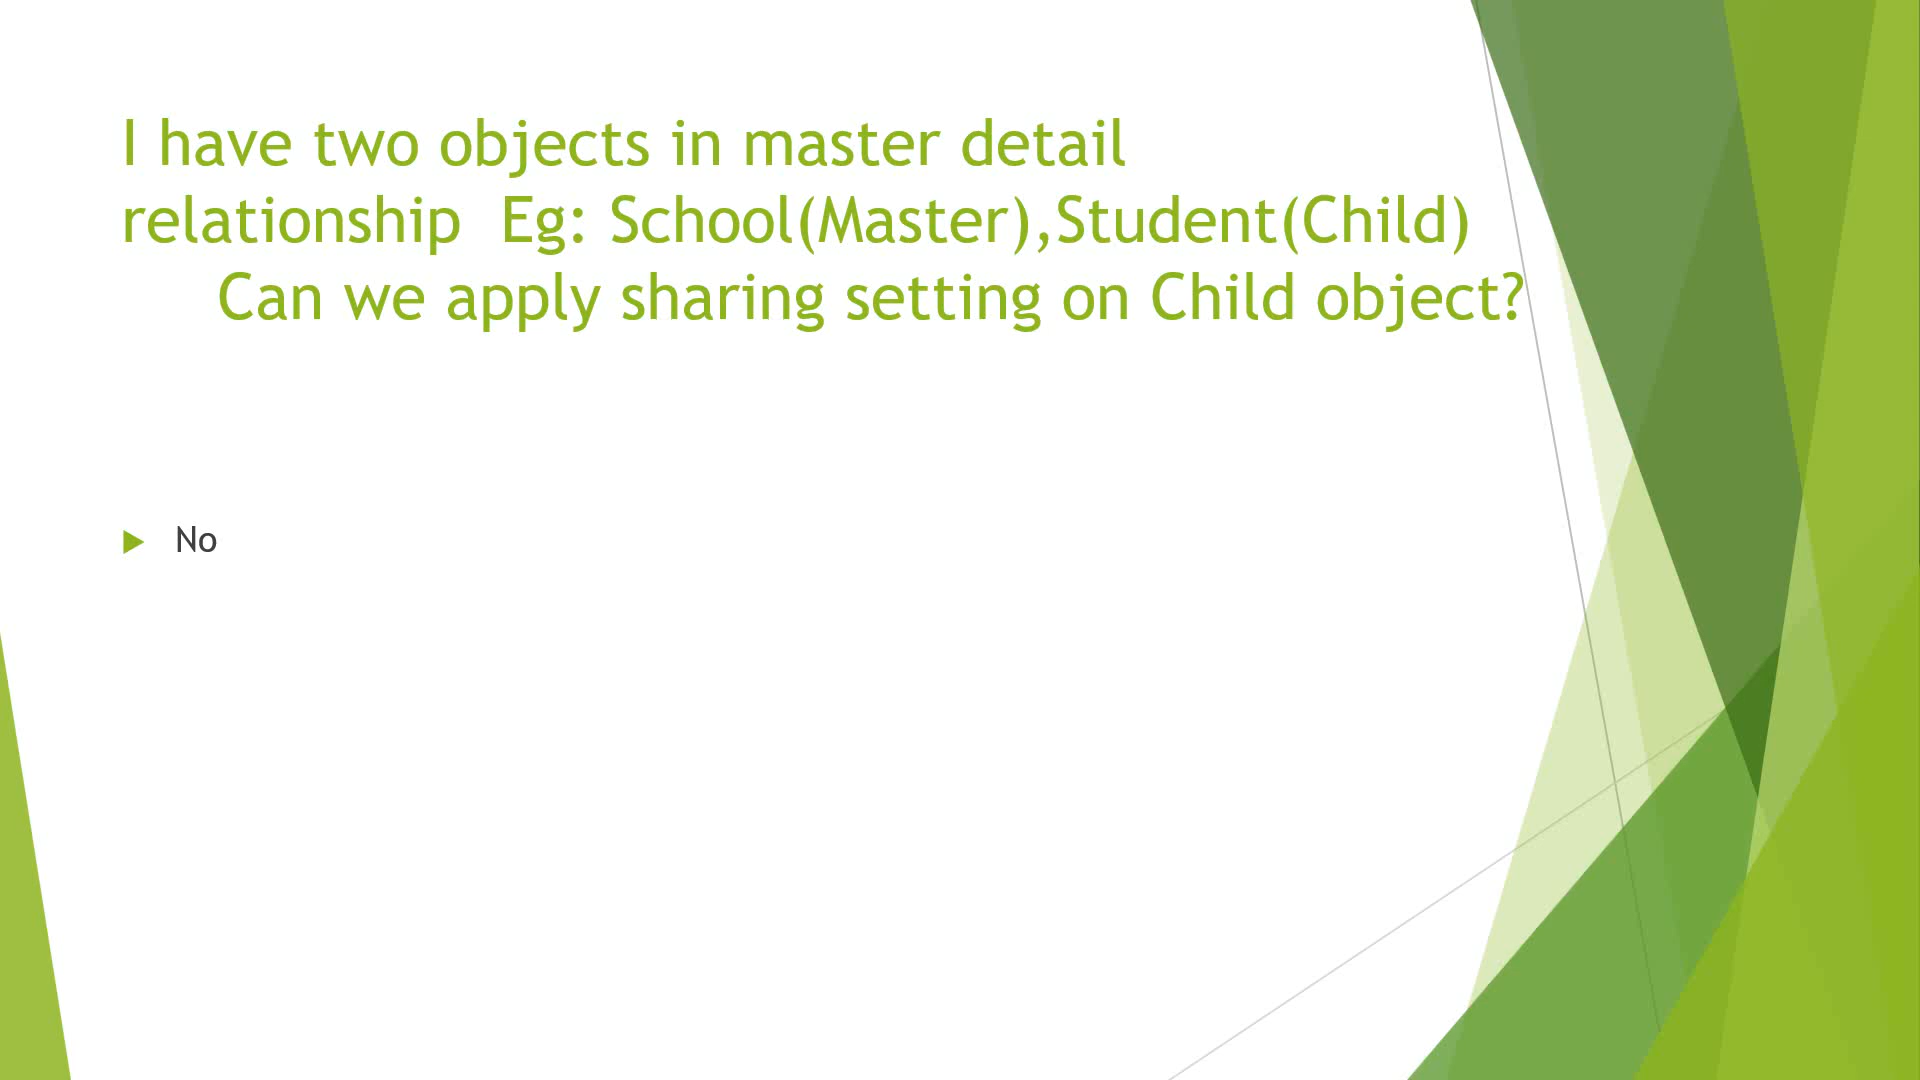 I have two objects in master detail
relationship  Eg: School(Master),Student(Child)
Can we apply sharing setting on Child object?
No